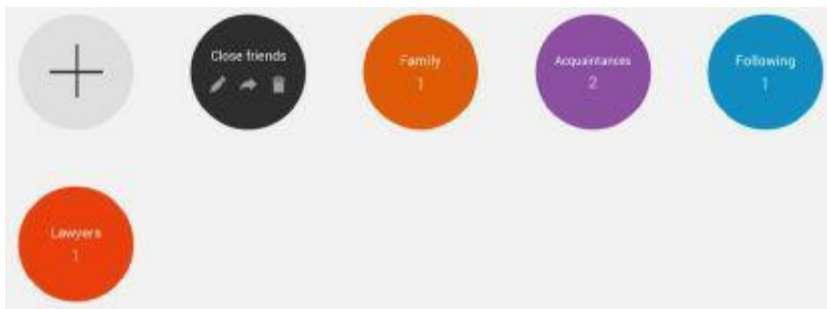 Close friends
Family
1
Acquaintances
2
Following
1
Lawyers
1